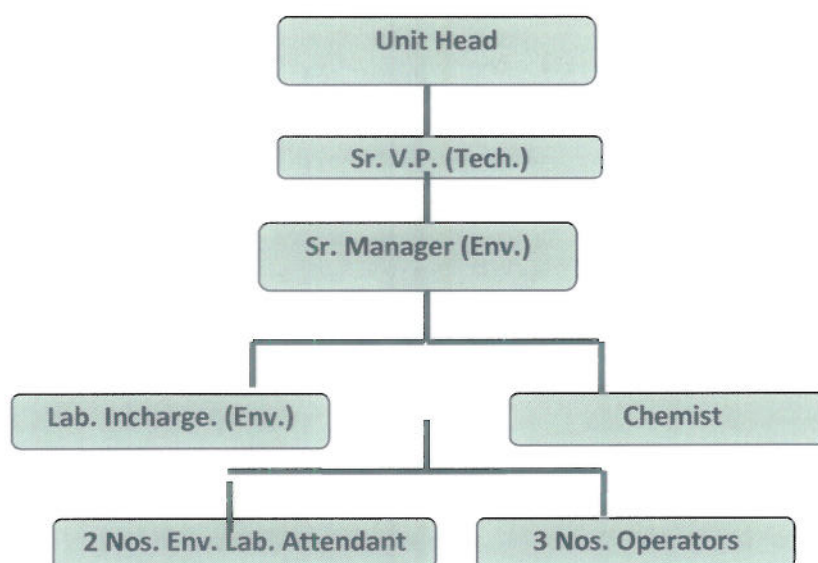 Unit Head
Sr. V.P. (Tech.)
Sr. Manager (Env.)
Lab. Incharge. (Env.)
Chemist
2 Nos. Env. Lab. Attendant
3 Nos. Operators